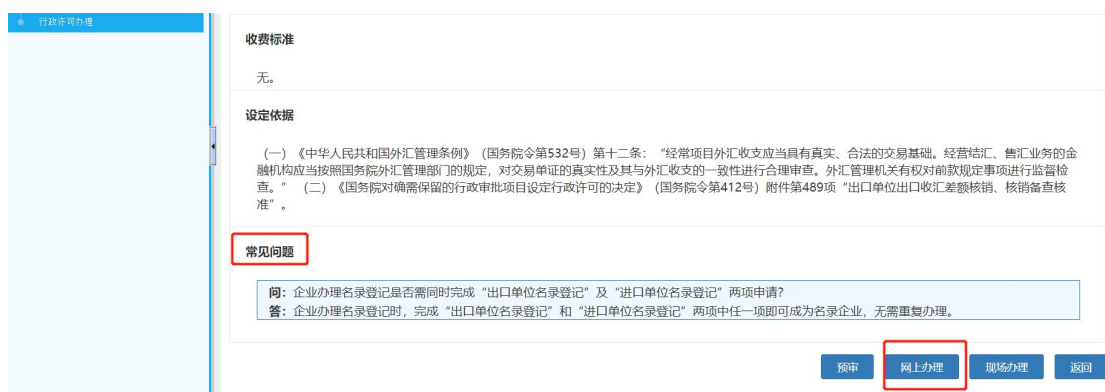 行政许可办理
收费标准
无。
设定依据
（一）《中华人民共和国外汇管理条例》（国务院令第532号）第十二条：“经常项目外汇收支应当具有真实、合法的交易基础。经营结汇、售汇业务的金
融机构应当按照国务院外汇管理部门的规定，对交易单证的真实性及其与外汇收支的一致性进行合理审查。外汇管理机关有权对前款规定事项进行监督检
查。”（二）《国务院对确需保留的行政审批项目设定行政许可的决定》（国务院令第412号）附件第489项“出口单位出口收汇差额核销、核销备查核
准”。
常见问题
问：企业办理名录登记是否需同时完成“出口单位名录登记”及“进口单位名录登记”两项申请？
答：企业办理名录登记时，完成“出口单位名录登记”和“进口单位名录登记”两项中任一项即可成为名录企业，无需重复办理。
预审 网上办理 现场办理 返回